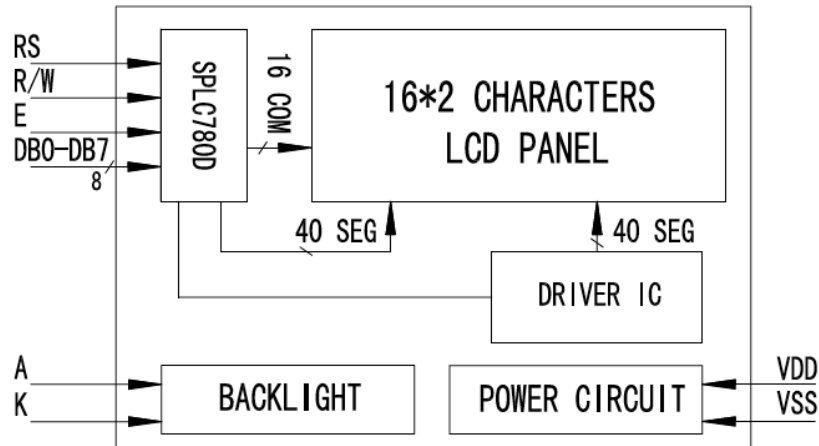 RS
R/W
E
DB0-DB7
8
SPLC780D
16 COM
16*2 CHARACTERS
LCD PANEL
40 SEG
40 SEG
DRIVER IC
A
K
BACKLIGHT
POWER CIRCUIT
VDD
VSS